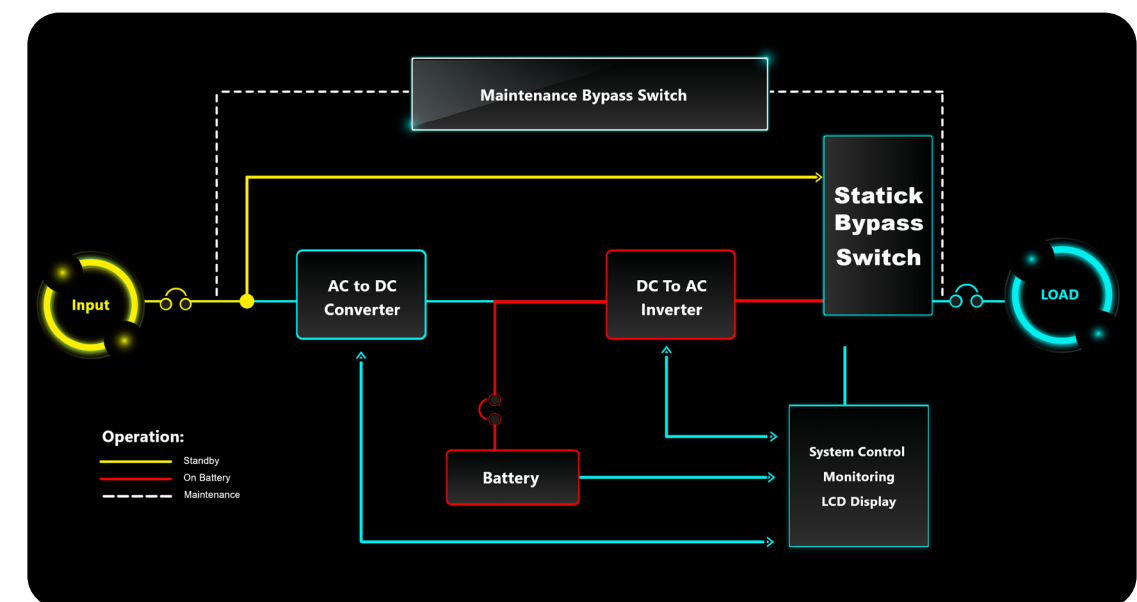 Maintenance Bypass Switch
Statick
Bypass
Switch
Input
AC to DC
Converter
DC To AC
Inverter
LOAD
Operation:
Standby
On Battery
Maintenance
Battery
System Control
Monitoring
LCD Display